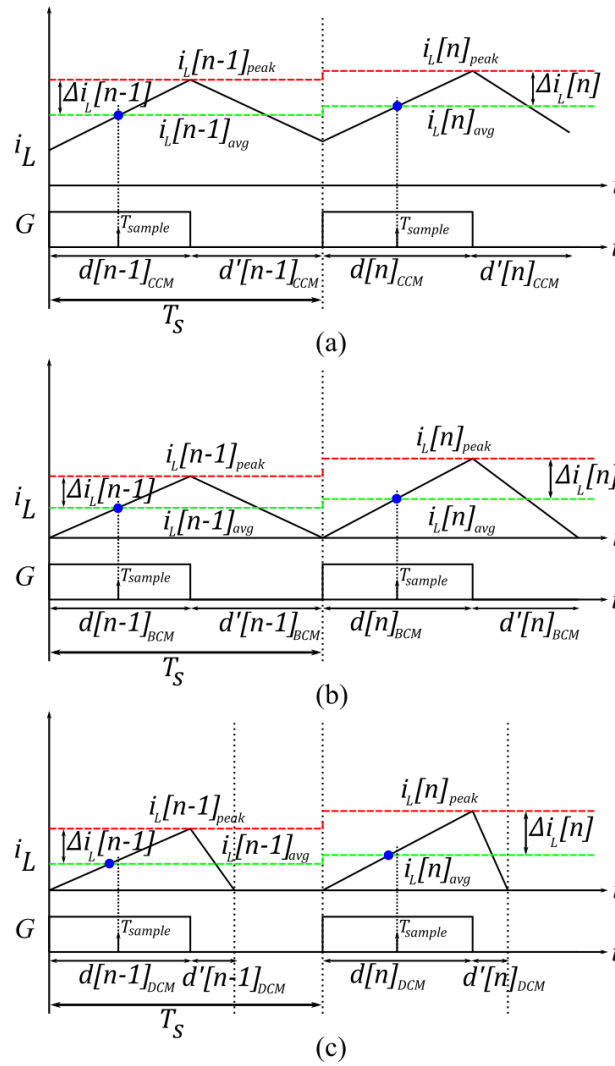 i_L[n-1]_peak
i_L[n]_peak
Δi_L[n-1]
Δi_L[n]
i_L[n-1]_avg
i_L[n]_avg
i_L
G
T_sample
T_sample
d[n-1]_CCM
d'[n-1]_CCM
d[n]_CCM
d'[n]_CCM
T_S
(a)
i_L[n-1]_peak
i_L[n]_peak
Δi_L[n-1]
Δi_L[n]
i_L
i_L[n-1]_avg
i_L[n]_avg
G
T_sample
T_sample
d[n-1]_BCM
d'[n-1]_BCM
d[n]_BCM
d'[n]_BCM
T_S
(b)
i_L[n-1]_peak
i_L[n]_peak
Δi_L[n-1]
Δi_L[n]
i_L
i_L[n-1]_avg
i_L[n]_avg
G
T_sample
T_sample
d[n-1]_DCM
d'[n-1]_DCM
d[n]_DCM
d'[n]_DCM
T_S
(c)